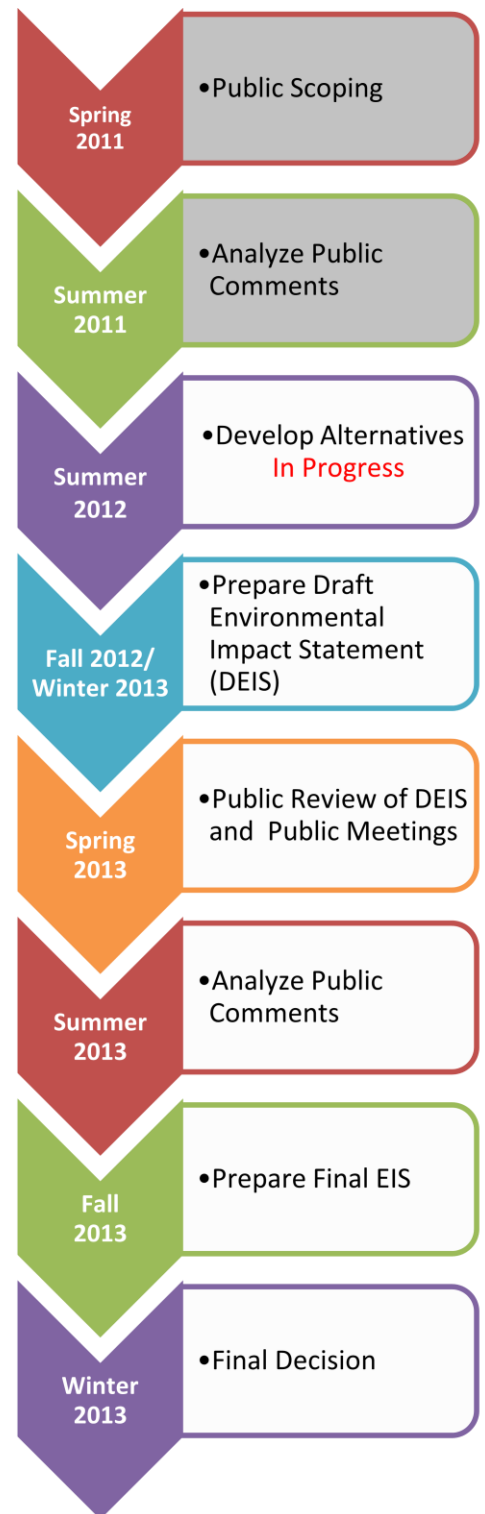 Spring
2011
•Public Scoping
Summer
2011
•Analyze Public
Comments
Summer
2012
•Develop Alternatives
In Progress
Fall 2012/
Winter 2013
•Prepare Draft
Environmental
Impact Statement
(DEIS)
Spring
2013
•Public Review of DEIS
and Public Meetings
Summer
2013
•Analyze Public
Comments
Fall
2013
•Prepare Final EIS
Winter
2013
•Final Decision